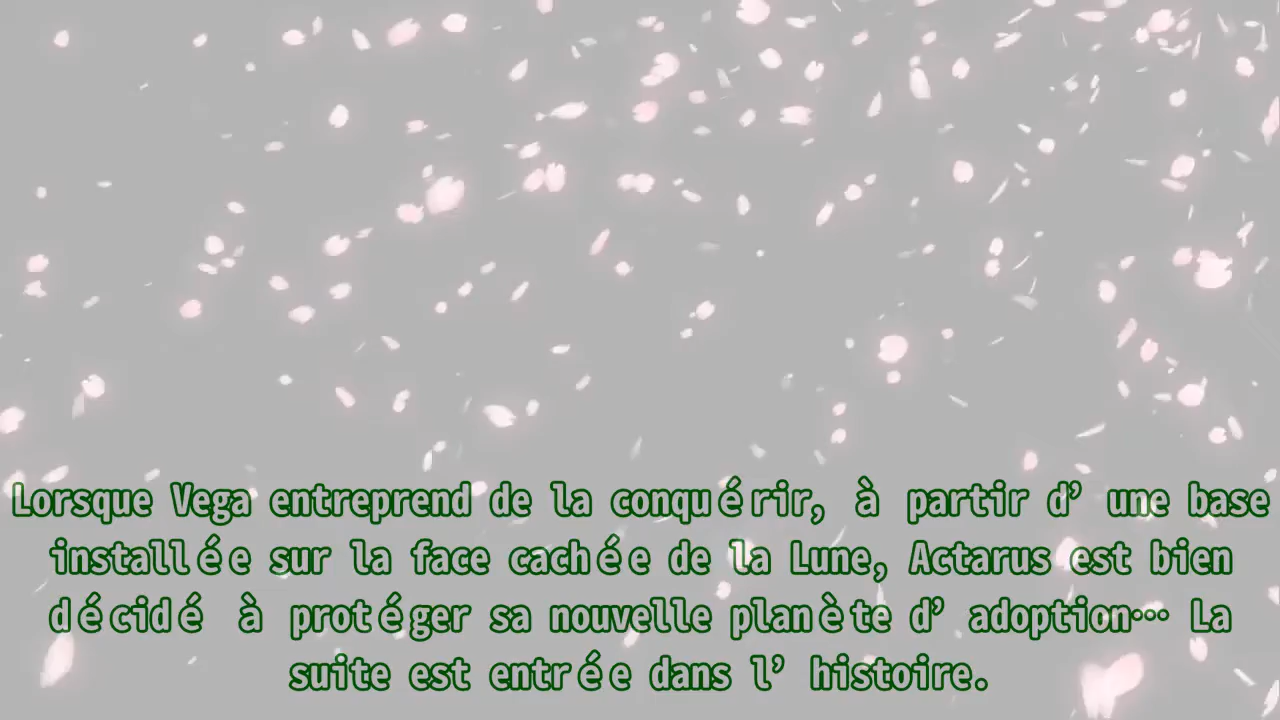 Lorsque Vega entreprend de la conquérir, à partir d’ une base
installée sur la face cachée de la Lune, Actarus est bien
décidé à protéger sa nouvelle planète d’ adoption… La
suite est entrée dans l’ histoire.